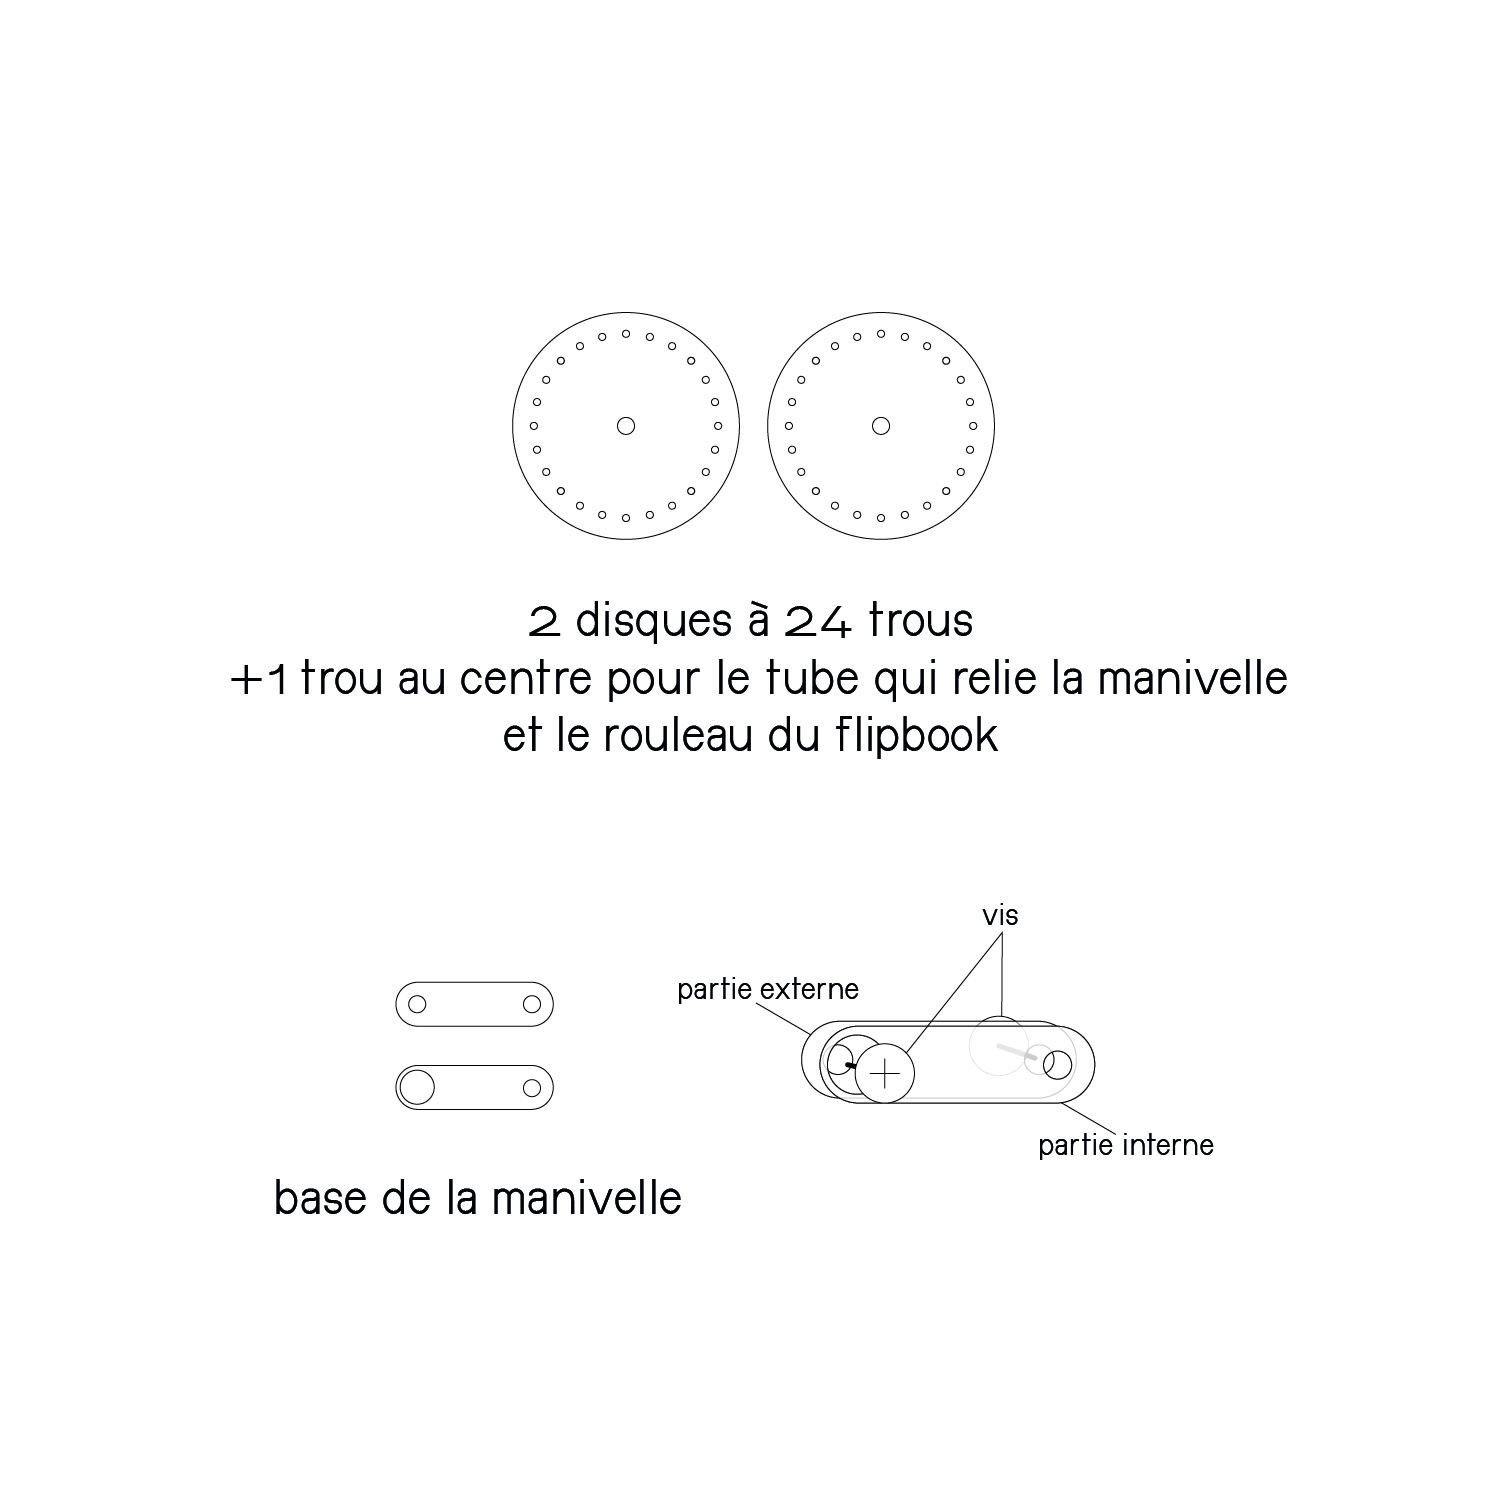 2 disques à 24 trous
+1 trou au centre pour le tube qui relie la manivelle
et le rouleau du flipbook
vis
partie externe
partie interne
base de la manivelle